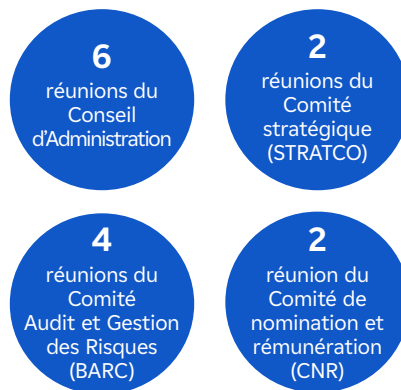 6
réunions du
Conseil
d'Administration
2
réunions du
Comité
stratégique
(STRATCO)
4
réunions du
Comité
Audit et Gestion
des Risques
(BARC)
2
réunion du
Comité de
nomination et
rémunération
(CNR)